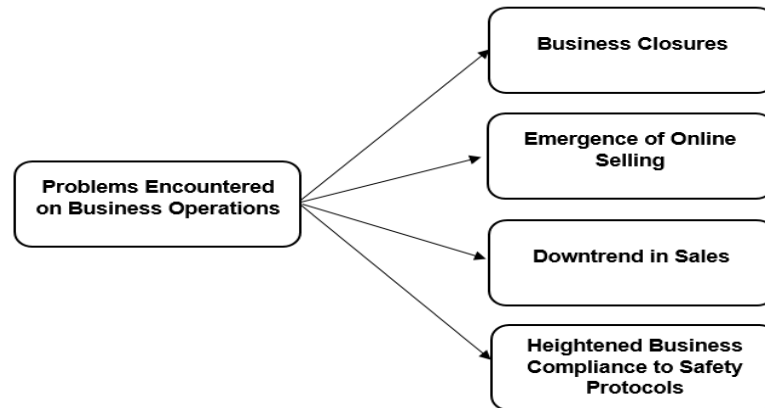 Business Closures
Emergence of Online
Selling
Problems Encountered
on Business Operations
Downtrend in Sales
Heightened Business
Compliance to Safety
Protocols